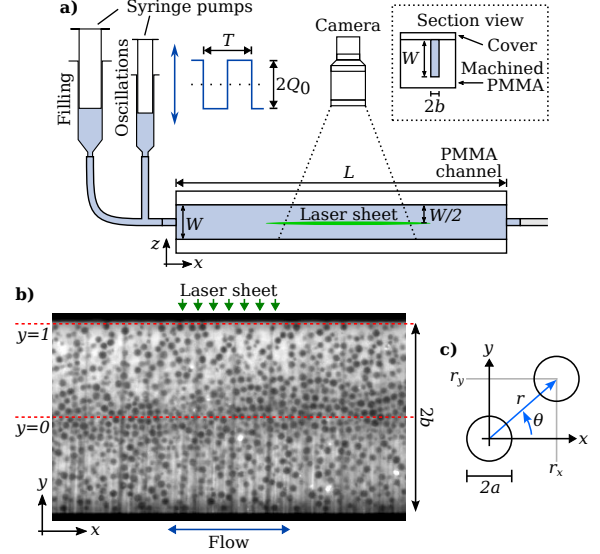 a)
Syringe pumps
Filling
Oscillations
T
2Q0
Camera
Section view
W
Cover
Machined
PMMA
2b
L
PMMA
channel
W
Laser sheet
W/2
z
x
b)
Laser sheet
y=1
y=0
2b
y
x
Flow
c)
y
ry
r
θ
x
rx
2a